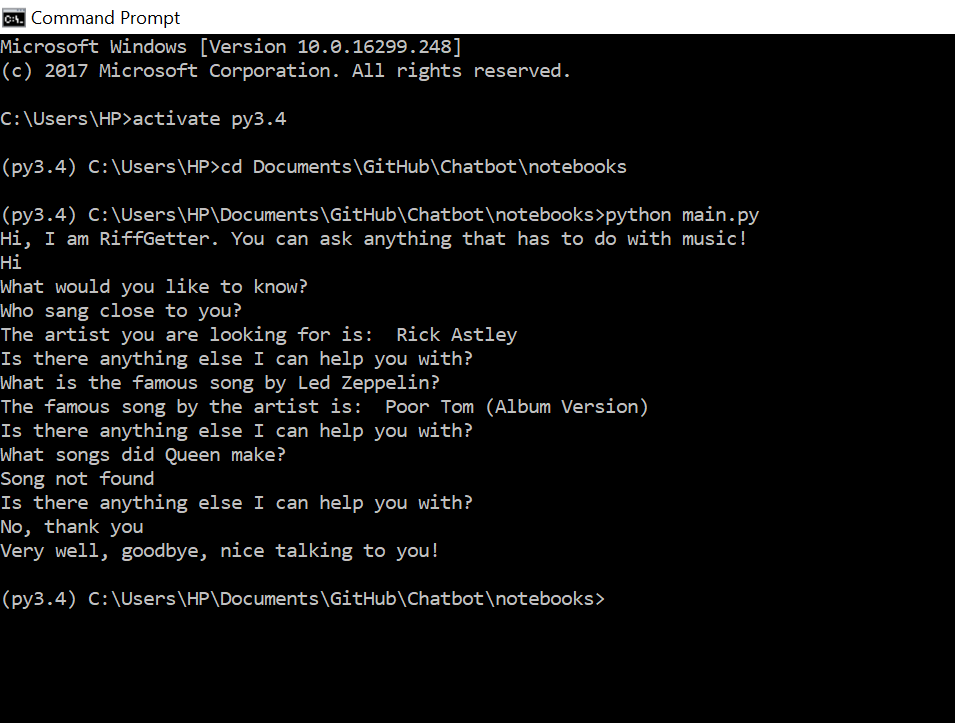 Command Prompt
Microsoft Windows [Version 10.0.16299.248]
(c) 2017 Microsoft Corporation. All rights reserved.
C:\Users\HP>activate py3.4
(py3.4) C:\Users\HP>cd Documents\GitHub\Chatbot\notebooks
(py3.4) C:\Users\HP\Documents\GitHub\Chatbot\notebooks>python main.py
Hi, I am RiffGetter. You can ask anything that has to do with music!
Hi
What would you like to know?
Who sang close to you?
The artist you are looking for is:  Rick Astley
Is there anything else I can help you with?
What is the famous song by Led Zeppelin?
The famous song by the artist is:  Poor Tom (Album Version)
Is there anything else I can help you with?
What songs did Queen make?
Song not found
Is there anything else I can help you with?
No, thank you
Very well, goodbye, nice talking to you!
(py3.4) C:\Users\HP\Documents\GitHub\Chatbot\notebooks>